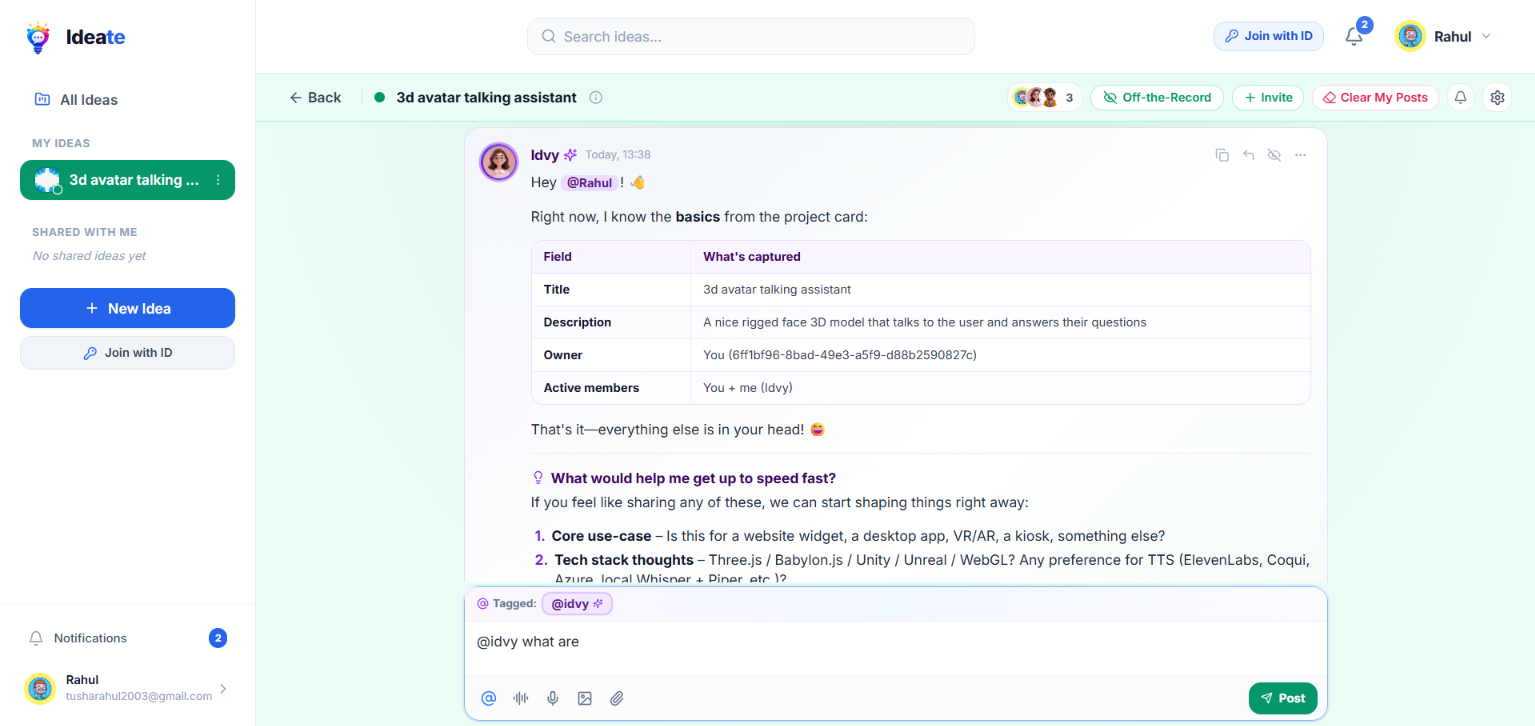 Ideate
Search ideas...
Join with ID
2
Rahul
All Ideas
MY IDEAS
3d avatar talking ...
SHARED WITH ME
No shared ideas yet
+ New Idea
Join with ID
Notifications
2
Rahul
tusharahul2003@gmail.com
← Back
3d avatar talking assistant
3
Off-the-Record
+ Invite
Clear My Posts
Idvy Today, 13:38
Hey @Rahul ! 👋
Right now, I know the basics from the project card:
Field What's captured
Title 3d avatar talking assistant
Description A nice rigged face 3D model that talks to the user and answers their questions
Owner You (6ff1bf96-8bad-49e3-a5f9-d88b2590827c)
Active members You + me (Idvy)
That's it—everything else is in your head! 😄
What would help me get up to speed fast?
If you feel like sharing any of these, we can start shaping things right away:
1. Core use-case – Is this for a website widget, a desktop app, VR/AR, a kiosk, something else?
2. Tech stack thoughts – Three.js / Babylon.js / Unity / Unreal / WebGL? Any preference for TTS (ElevenLabs, Coqui,
Azure, local Whisper + Piper, etc.)?
@ Tagged: @idvy
@idvy what are
Post